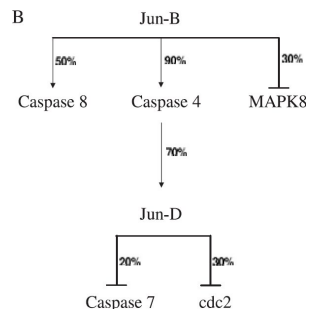 B
Jun-B
50%
90%
30%
Caspase 8
Caspase 4
MAPK8
70%
Jun-D
20%
30%
Caspase 7
cdc2